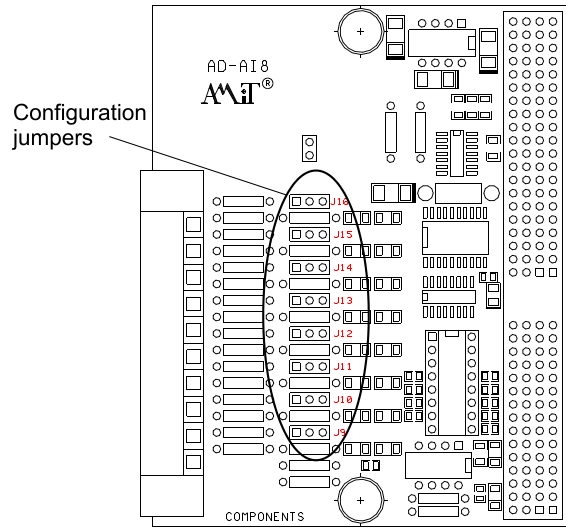 AD-AI8
AMiT®
Configuration
jumpers
J16
J15
J14
J13
J12
J11
J10
J9
COMPONENTS